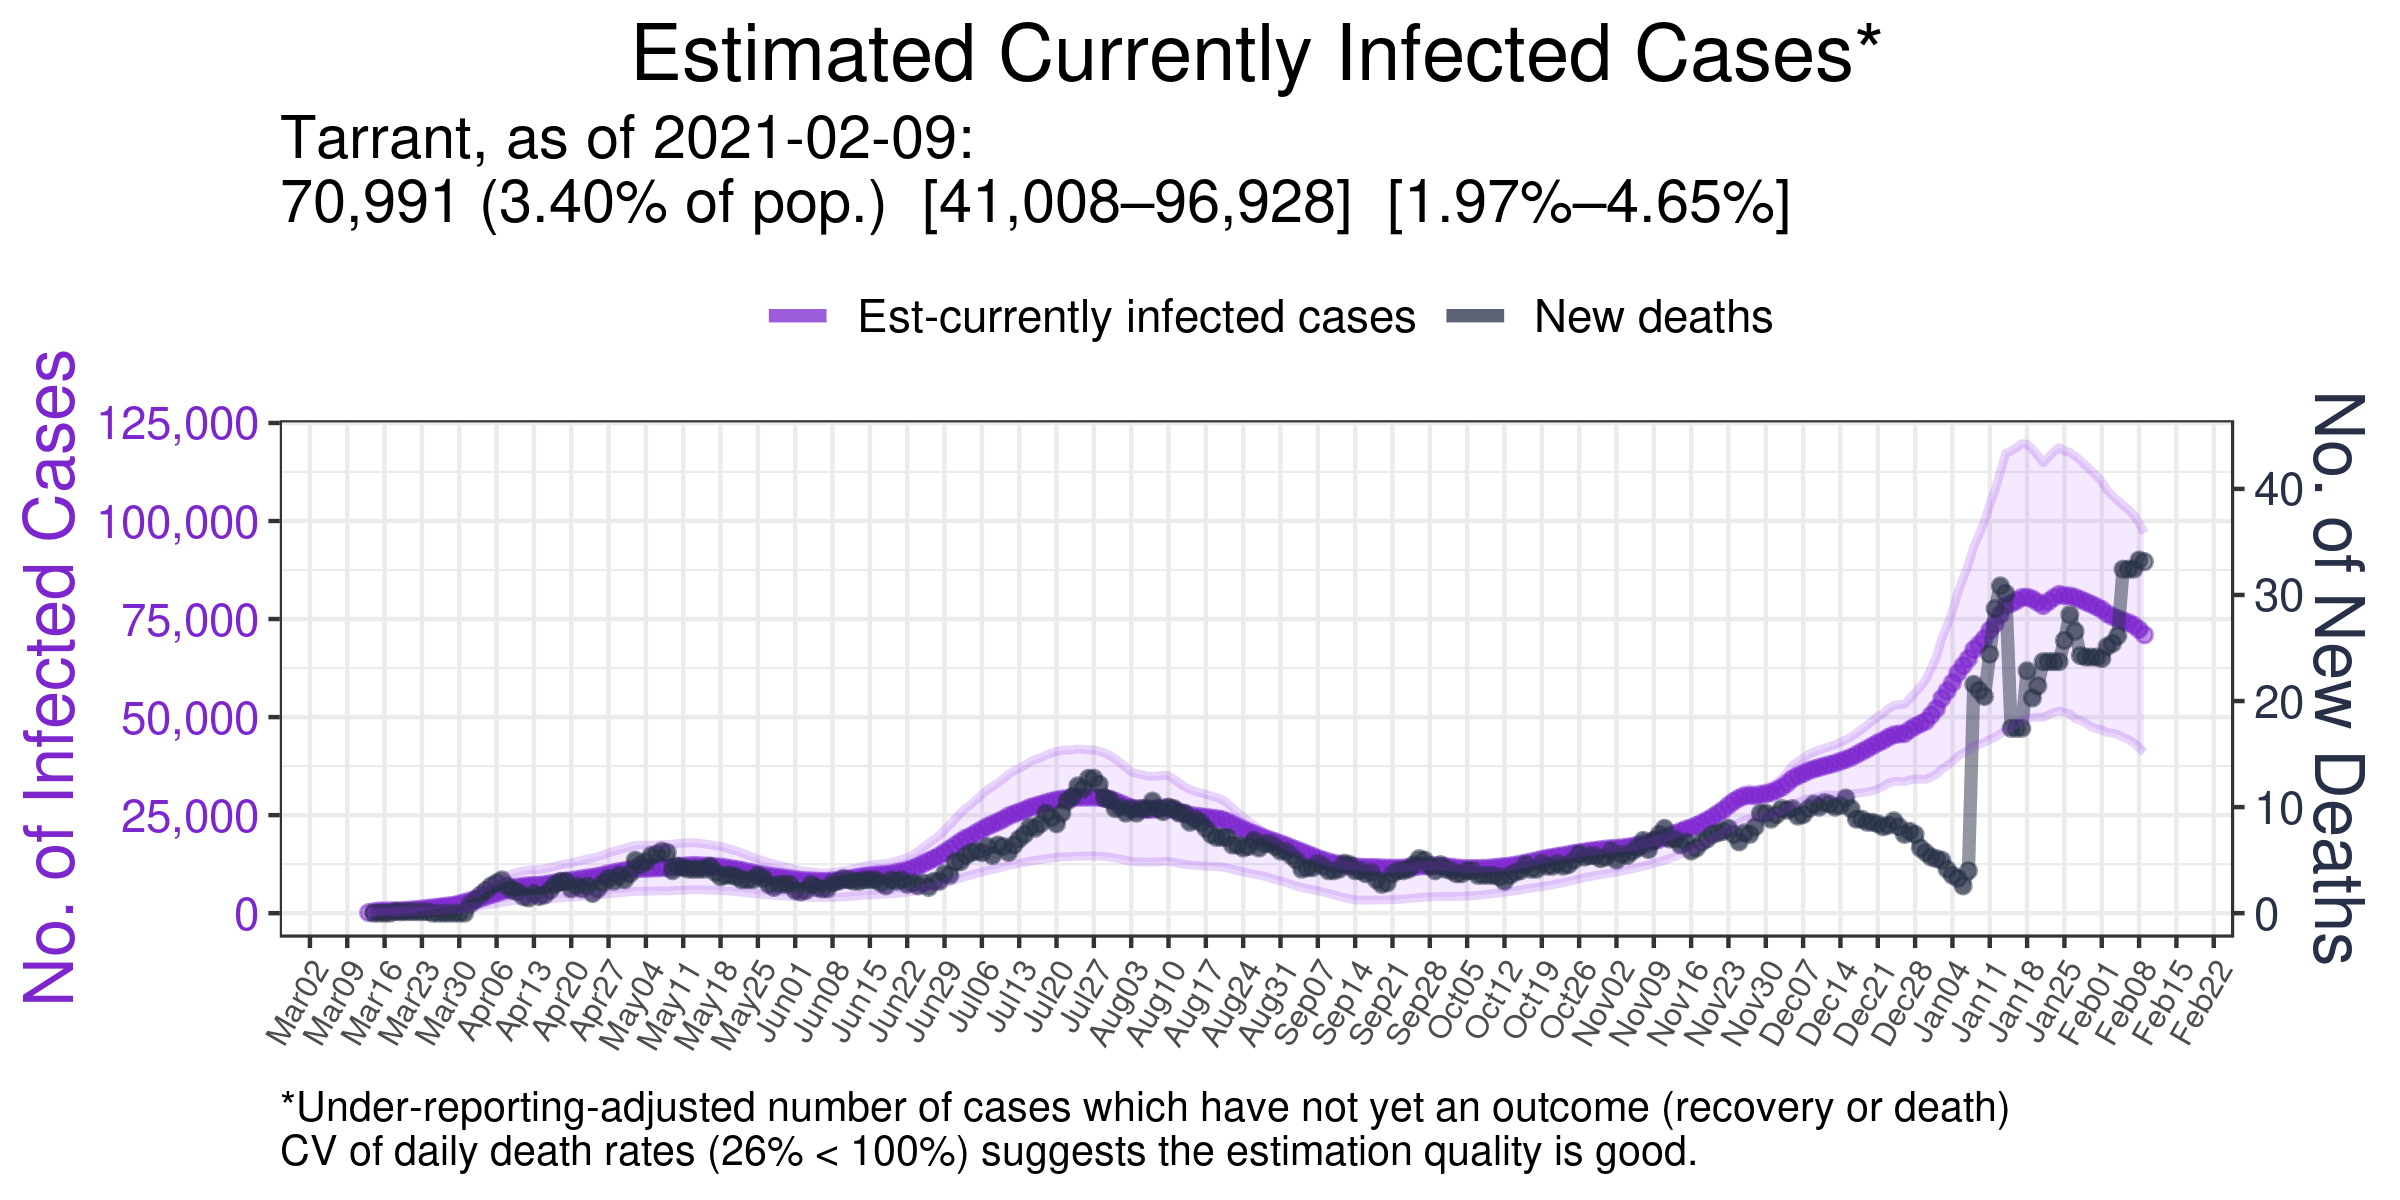 Estimated Currently Infected Cases*
Tarrant, as of 2021-02-09:
70,991 (3.40% of pop.) [41,008–96,928] [1.97%–4.65%]
Est-currently infected cases
New deaths
No. of Infected Cases
125,000
100,000
75,000
50,000
25,000
0
40
30
20
10
0
No. of New Deaths
Mar02
Mar09
Mar16
Mar23
Mar30
Apr06
Apr13
Apr20
Apr27
May04
May11
May18
May25
Jun01
Jun08
Jun15
Jun22
Jun29
Jul06
Jul13
Jul20
Jul27
Aug03
Aug10
Aug17
Aug24
Aug31
Sep07
Sep14
Sep21
Sep28
Oct05
Oct12
Oct19
Oct26
Nov02
Nov09
Nov16
Nov23
Nov30
Dec07
Dec14
Dec21
Dec28
Jan04
Jan11
Jan18
Jan25
Feb01
Feb08
Feb15
Feb22
*Under-reporting-adjusted number of cases which have not yet an outcome (recovery or death)
CV of daily death rates (26% < 100%) suggests the estimation quality is good.